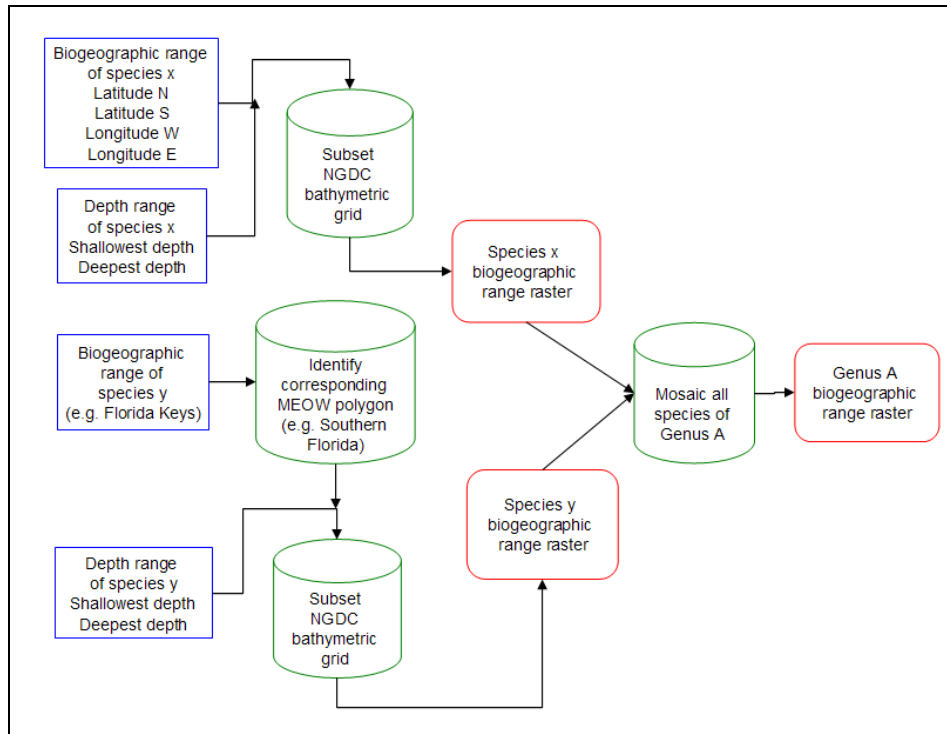 Biogeographic range
of species x
Latitude N
Latitude S
Longitude W
Longitude E
Subset
NGDC
bathymetric
grid
Depth range
of species x
Shallowest depth
Deepest depth
Species x
biogeographic
range raster
Biogeographic
range of
species y
(e.g. Florida Keys)
Identify
corresponding
MEOW polygon
(e.g. Southern
Florida)
Mosaic all
species of
Genus A
Genus A
biogeographic
range raster
Species y
biogeographic
range raster
Depth range
of species y
Shallowest depth
Deepest depth
Subset
NGDC
bathymetric
grid